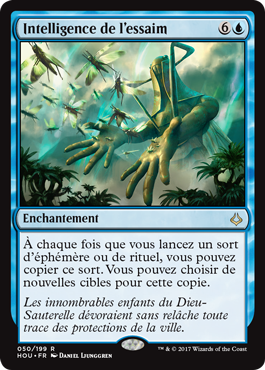 Intelligence de l'essaim 6
Enchantement
À chaque fois que vous lancez un sort
d'éphémère ou de rituel, vous pouvez
copier ce sort. Vous pouvez choisir de
nouvelles cibles pour cette copie.
Les innombrables enfants du Dieu-
Sauterelle dévoraient sans relâche toute
trace des protections de la ville.
050/199 R
HOU • FR Daniel Ljunggren
™ & © 2017 Wizards of the Coast